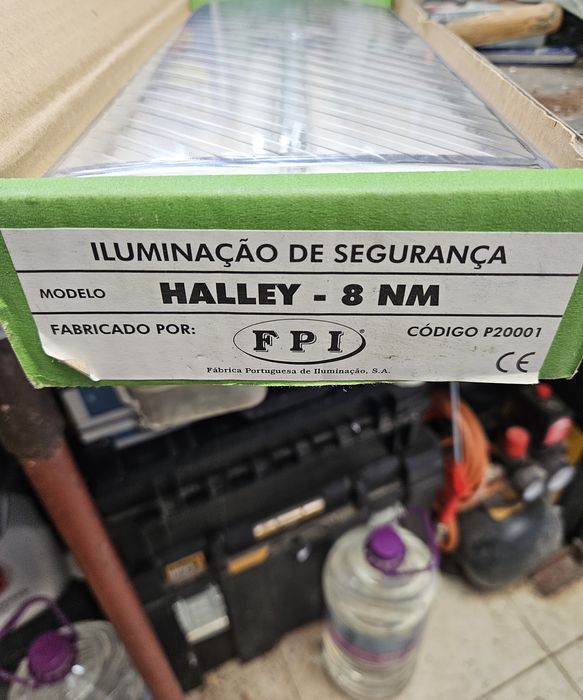 ILUMINAÇÃO DE SEGURANÇA
MODELO HALLEY - 8 NM
FABRICADO POR: FPI® CÓDIGO P20001
Fábrica Portuguesa de Iluminação, S.A. CE